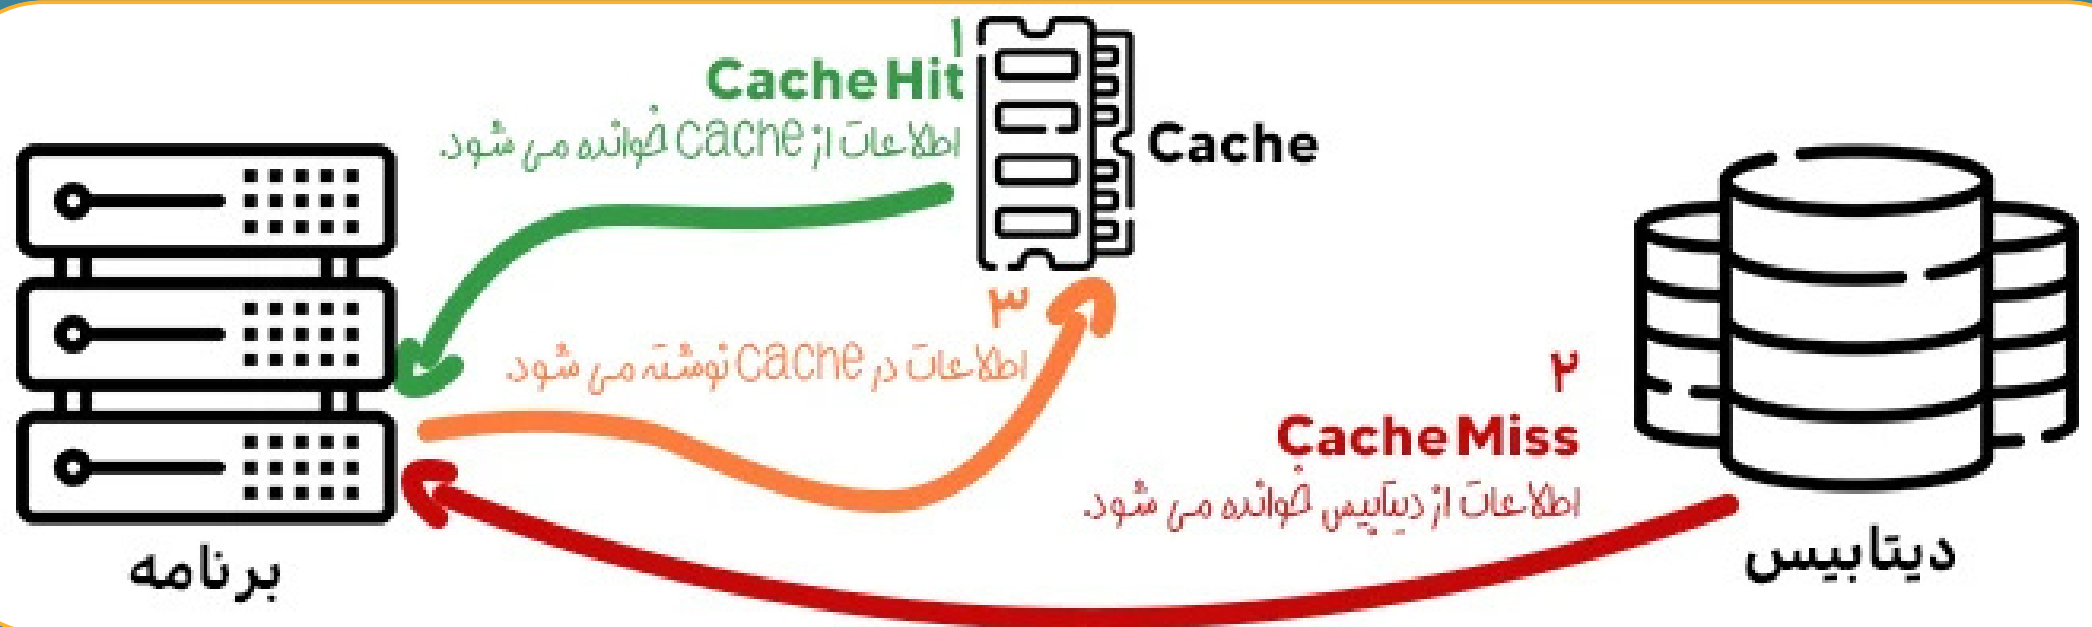 ۱
Cache Hit
اطلاعات از cache خوانده می شود.
Cache
۳
اطلاعات در cache نوشته می شود.
۲
Cache Miss
اطلاعات از دیتابیس خوانده می شود.
برنامه
دیتابیس